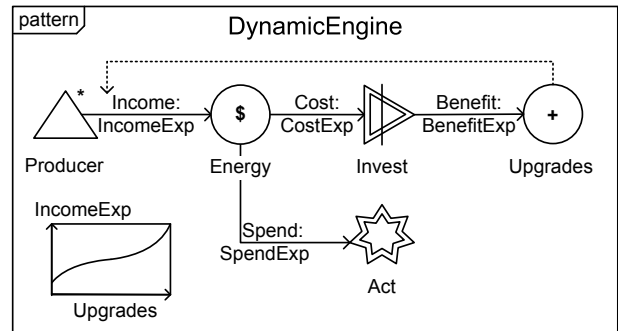 pattern
DynamicEngine
*
Income:
IncomeExp
$
Cost:
CostExp
Benefit:
BenefitExp
+
Producer
Energy
Invest
Upgrades
IncomeExp
Upgrades
Spend:
SpendExp
Act